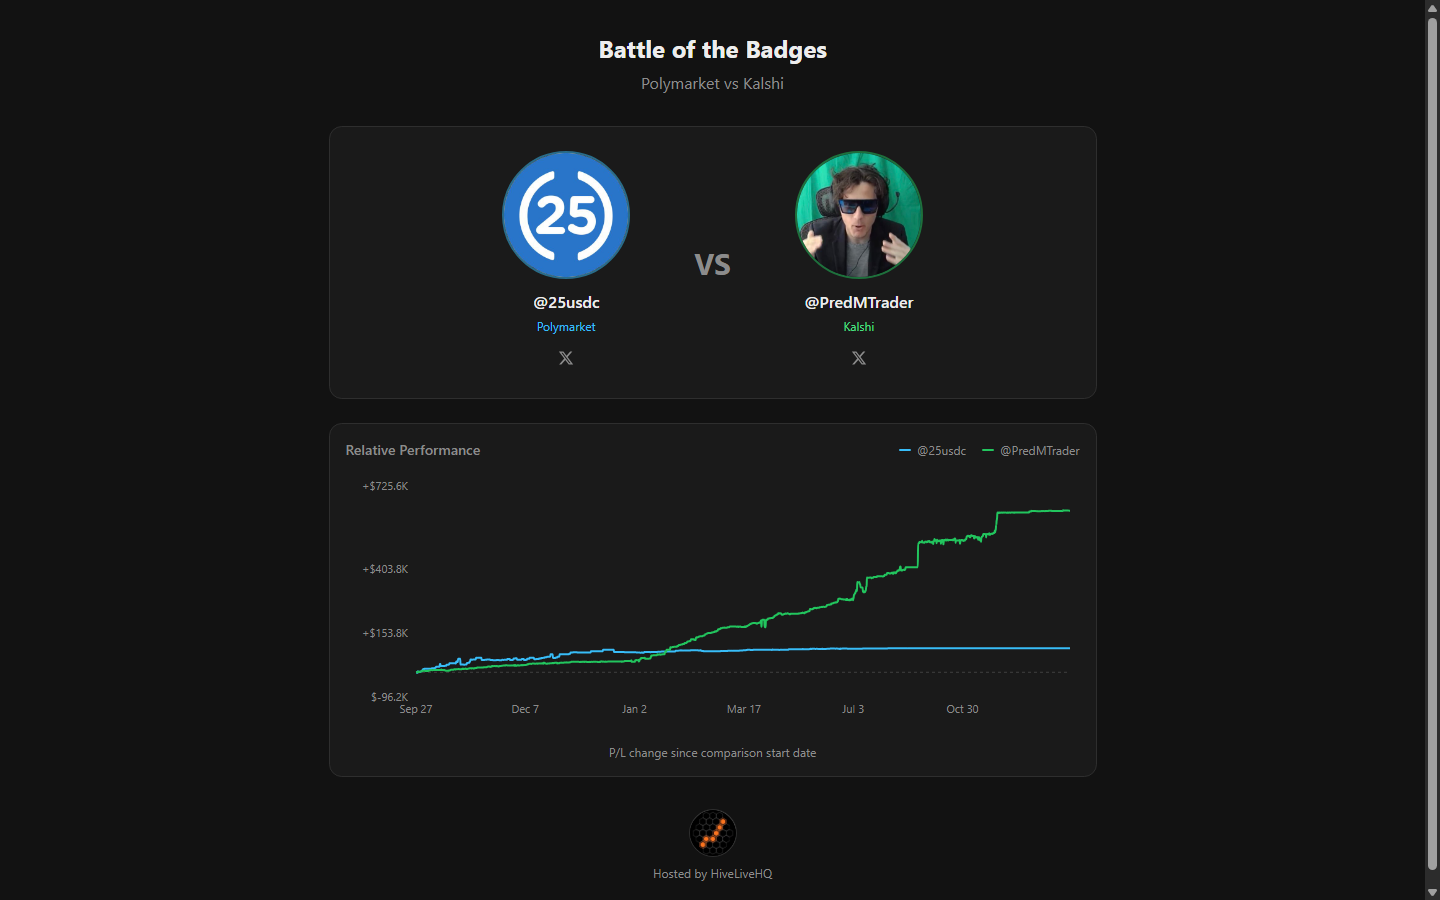 Battle of the Badges
Polymarket vs Kalshi
25
VS
@25usdc
@PredMTrader
Polymarket
Kalshi
Relative Performance
@25usdc
@PredMTrader
+$725.6K
+$403.8K
+$153.8K
$-96.2K
Sep 27
Dec 7
Jan 2
Mar 17
Jul 3
Oct 30
P/L change since comparison start date
Hosted by HiveLiveHQ